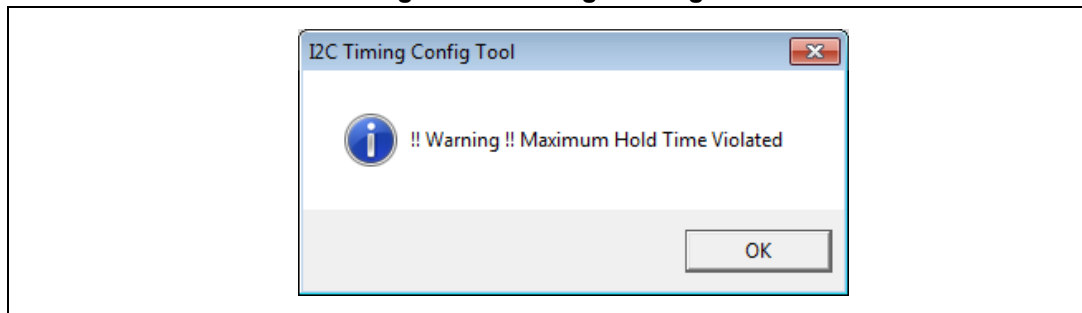 I2C Timing Config Tool
!! Warning !! Maximum Hold Time Violated
OK